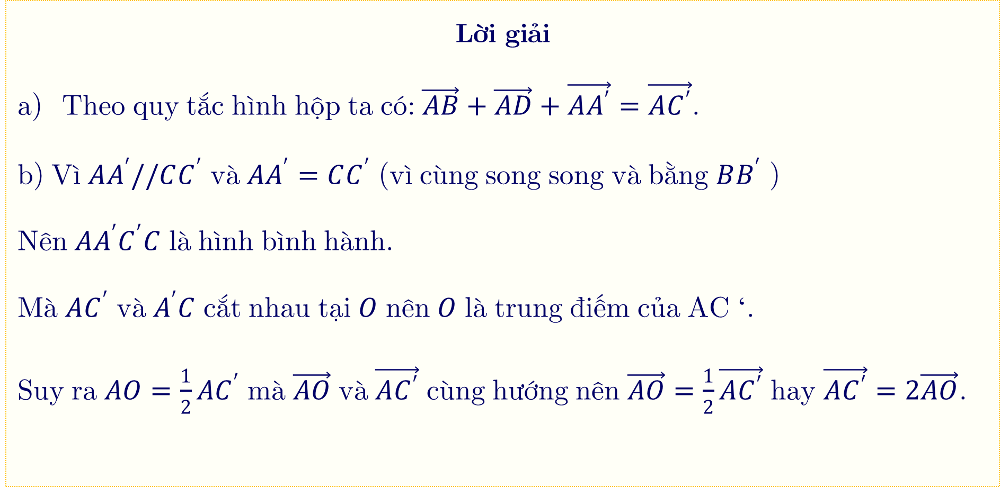 Lời giải
a) Theo quy tắc hình hộp ta có: $\overrightarrow{AB} + \overrightarrow{AD} + \overrightarrow{AA'} = \overrightarrow{AC'}$.
b) Vì $AA'//CC'$ và $AA' = CC'$ (vì cùng song song và bằng $BB'$ )
Nên $AA'C'C$ là hình bình hành.
Mà $AC'$ và $A'C$ cắt nhau tại $O$ nên $O$ là trung điếm của AC ‘.
Suy ra $AO = \frac{1}{2}AC'$ mà $\overrightarrow{AO}$ và $\overrightarrow{AC'}$ cùng hướng nên $\overrightarrow{AO} = \frac{1}{2}\overrightarrow{AC'}$ hay $\overrightarrow{AC'} = 2\overrightarrow{AO}$.